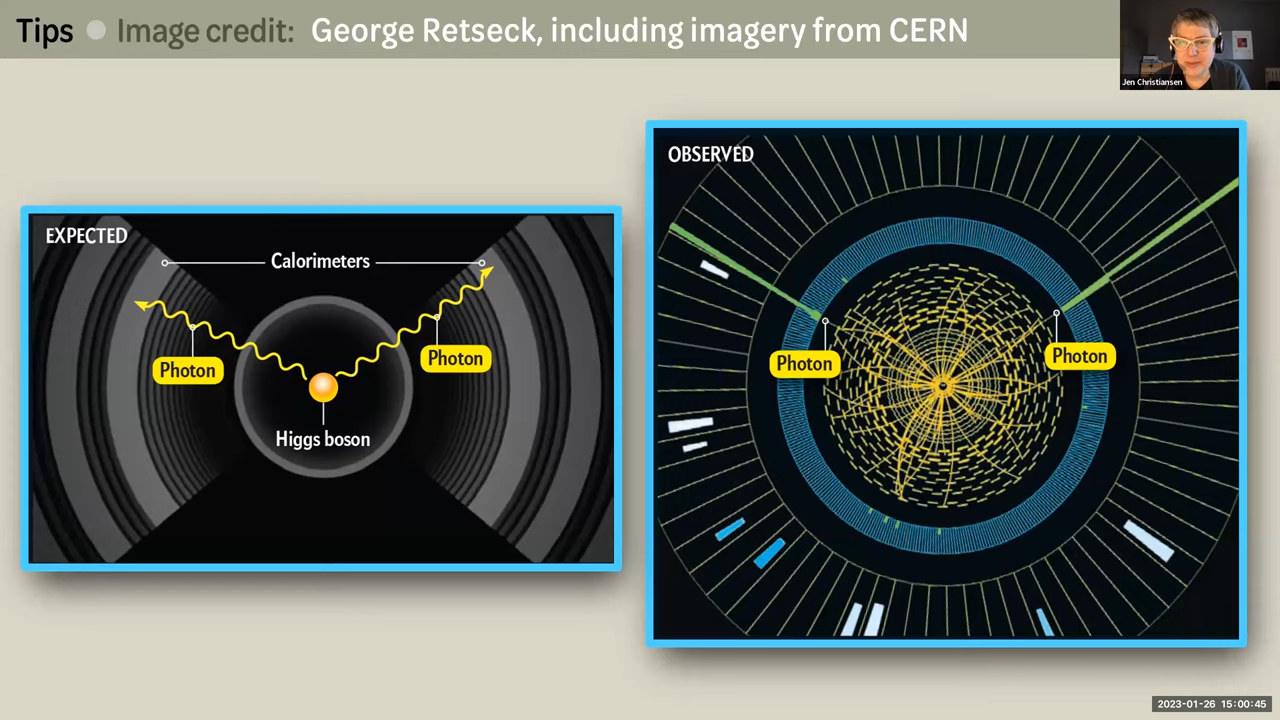 Tips ● Image credit: George Retseck, including imagery from CERN
Jen Christiansen
EXPECTED
Calorimeters
Photon
Photon
Higgs boson
OBSERVED
Photon
Photon
2023-01-26 15:00:45